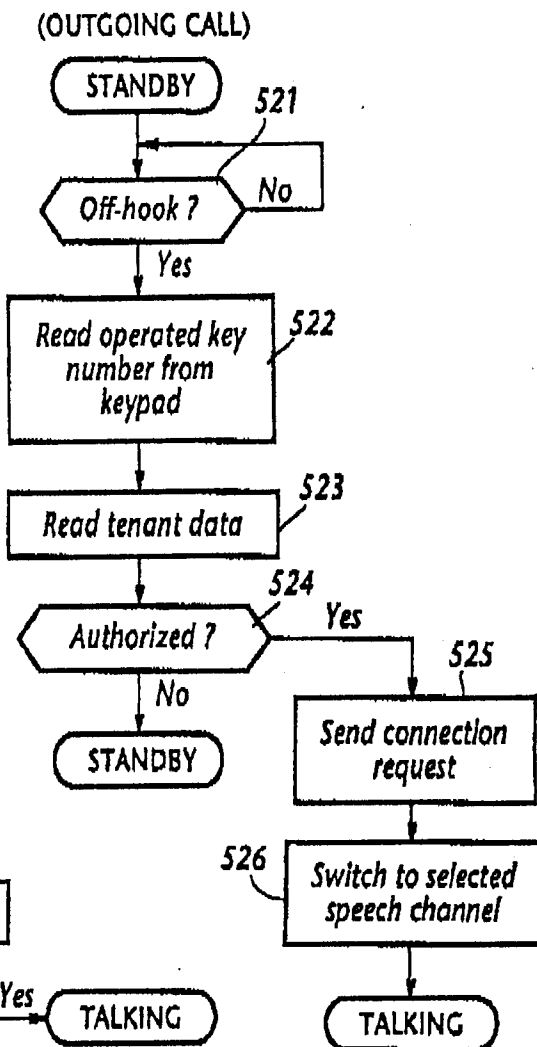 (OUTGOING CALL)
STANDBY
521
Off-hook ?
No
Yes
Read operated key
number from
keypad
522
Read tenant data
523
524
Authorized ?
Yes
No
525
STANDBY
Send connection
request
526
Switch to selected
speech channel
Yes
TALKING
TALKING